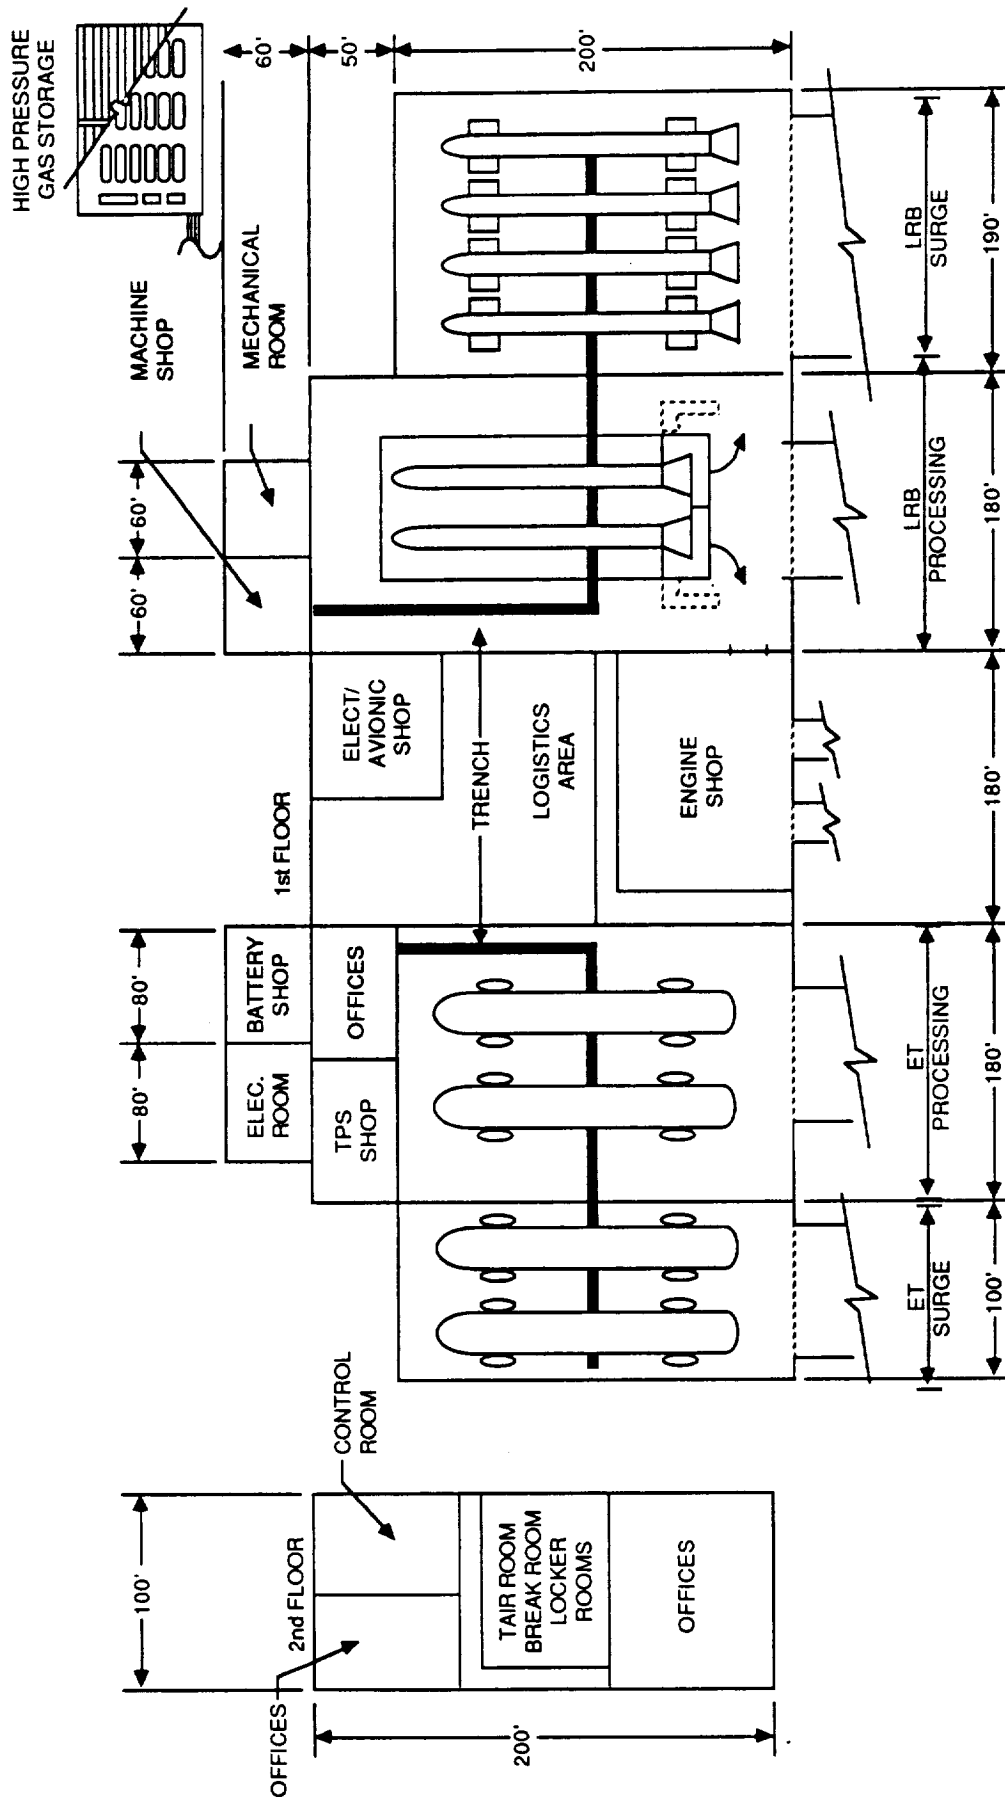 HIGH PRESSURE
GAS STORAGE
60'
50'
200'
MACHINE
SHOP
MECHANICAL
ROOM
60'
60'
LRB
SURGE
190'
LRB
PROCESSING
180'
ELECT/
AVIONIC
SHOP
TRENCH
LOGISTICS
AREA
ENGINE
SHOP
180'
1st FLOOR
80'
80'
BATTERY
SHOP
ELEC.
ROOM
OFFICES
TPS
SHOP
ET
PROCESSING
180'
ET
SURGE
100'
CONTROL
ROOM
100'
2nd FLOOR
OFFICES
TAIR ROOM
BREAK ROOM
LOCKER
ROOMS
OFFICES
200'